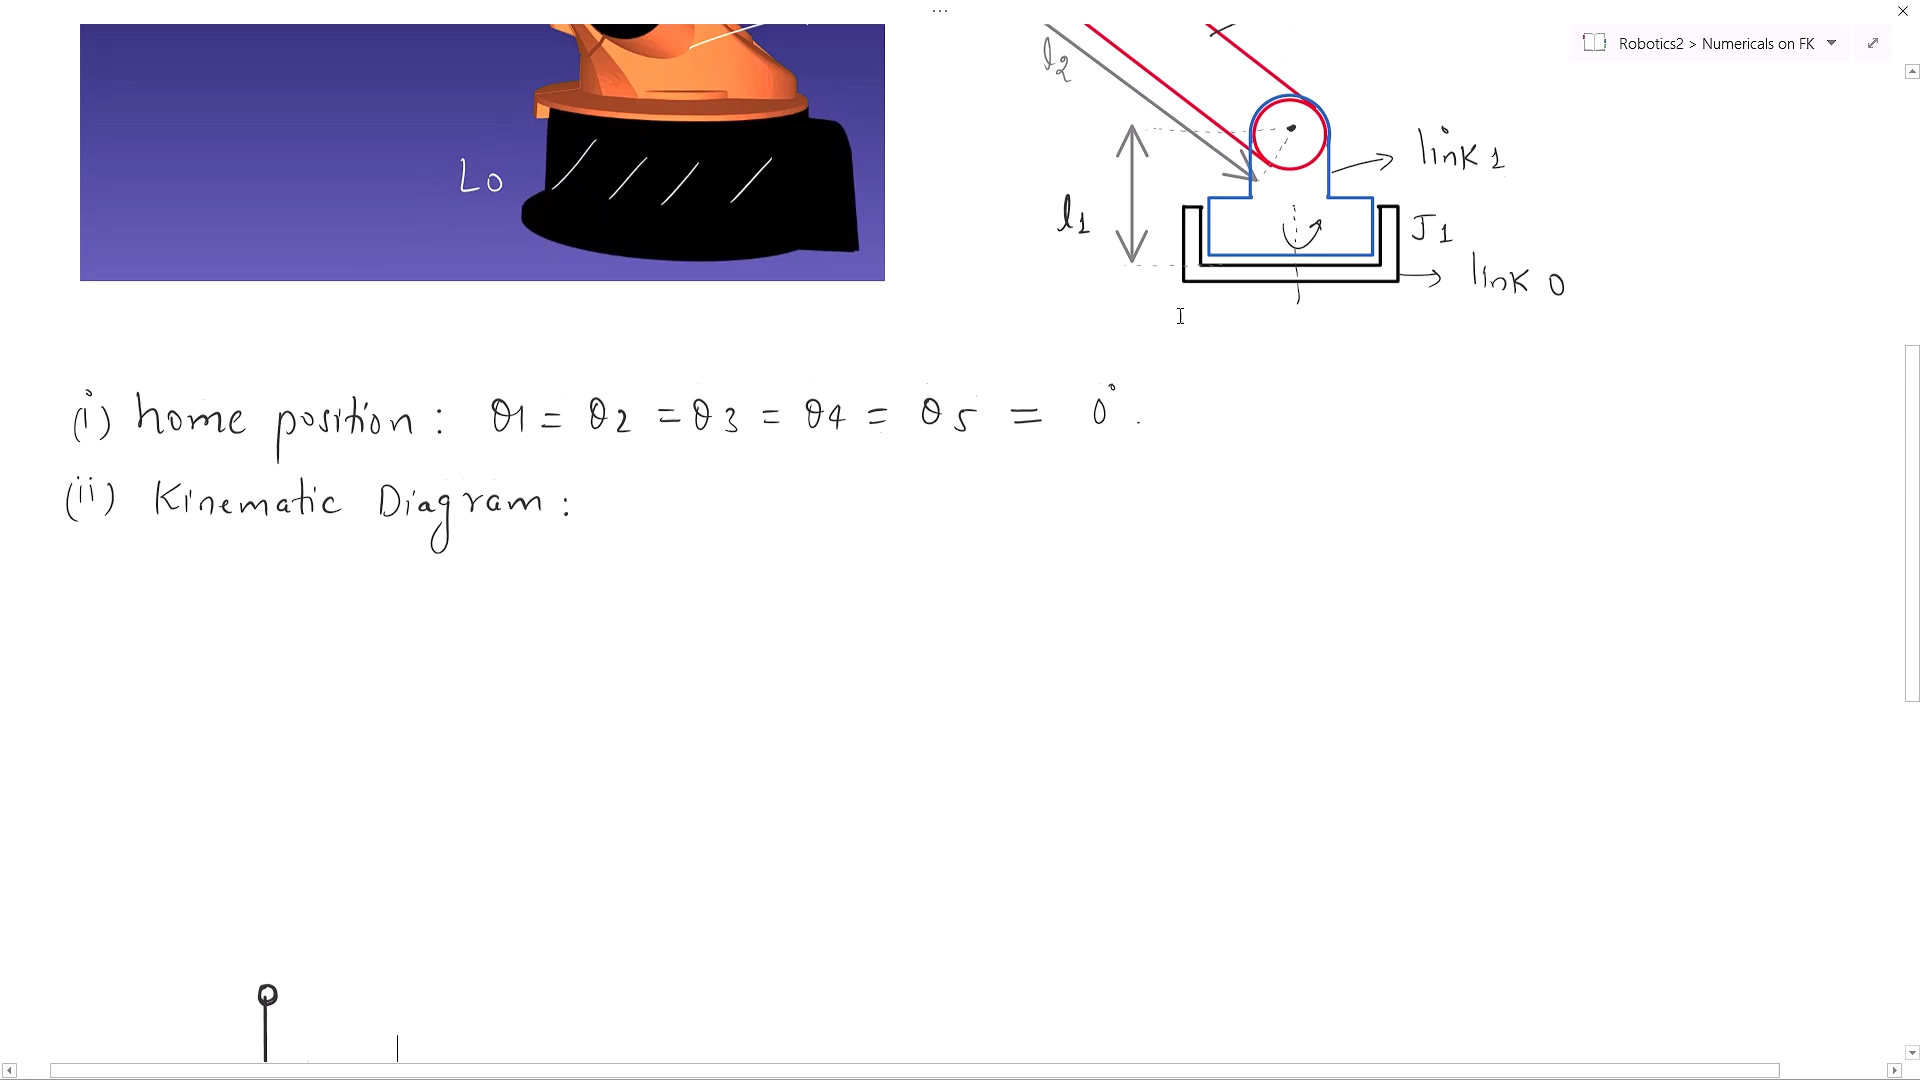 ...
Robotics2 > Numericals on FK
l2
link 1
L0
l1
J1
link 0
(i) home position : θ1 = θ2 = θ3 = θ4 = θ5 = 0°.
(ii) Kinematic Diagram :